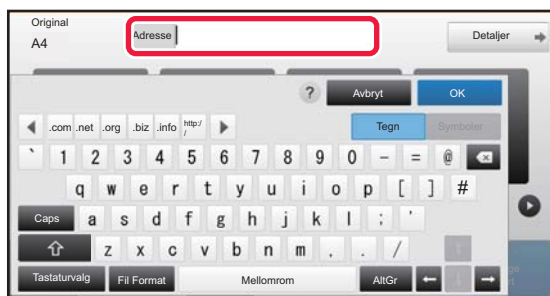 Original
A4
Adresse
Detaljer
? Avbryt OK
.com .net .org .biz .info http:/
/
Tegn Symboler
` 1 2 3 4 5 6 7 8 9 0 - = @
q w e r t y u i o p [ ] #
Caps a s d f g h j k l ; '
z x c v b n m . . /
Tastaturvalg Fil Format Mellomrom AltGr